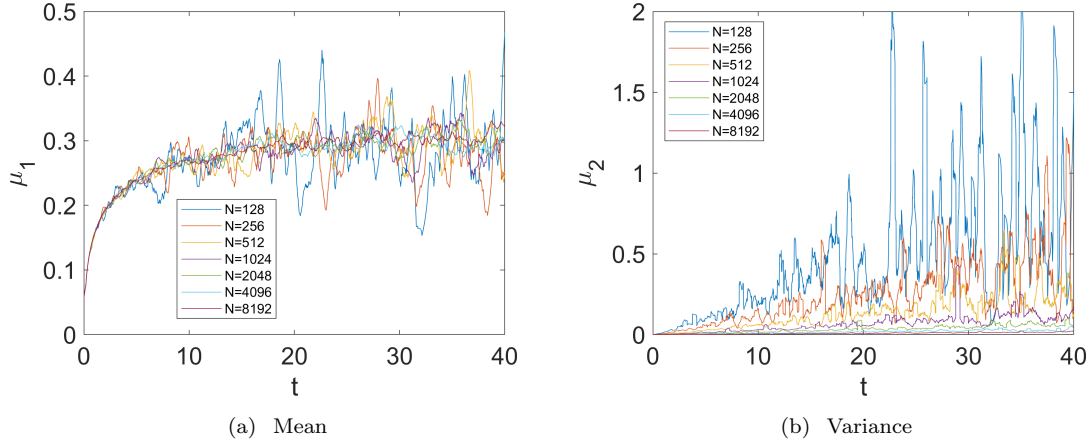 0.5
0.4
0.3
0.2
0.1
0
μ1
N=128
N=256
N=512
N=1024
N=2048
N=4096
N=8192
0 10 20 30 40
t
(a) Mean
2
1.5
1
0.5
0
μ2
N=128
N=256
N=512
N=1024
N=2048
N=4096
N=8192
0 10 20 30 40
t
(b) Variance